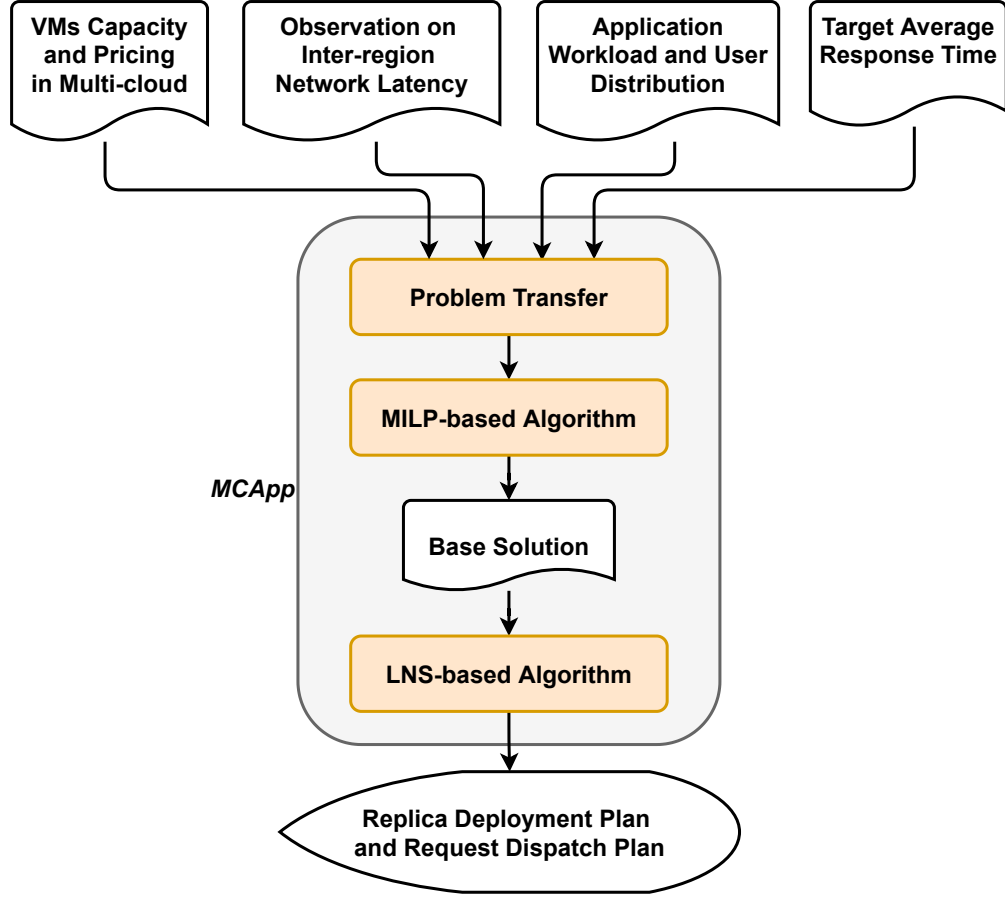 VMs Capacity
and Pricing
in Multi-cloud
Observation on
Inter-region
Network Latency
Application
Workload and User
Distribution
Target Average
Response Time
Problem Transfer
MILP-based Algorithm
MCApp
Base Solution
LNS-based Algorithm
Replica Deployment Plan
and Request Dispatch Plan